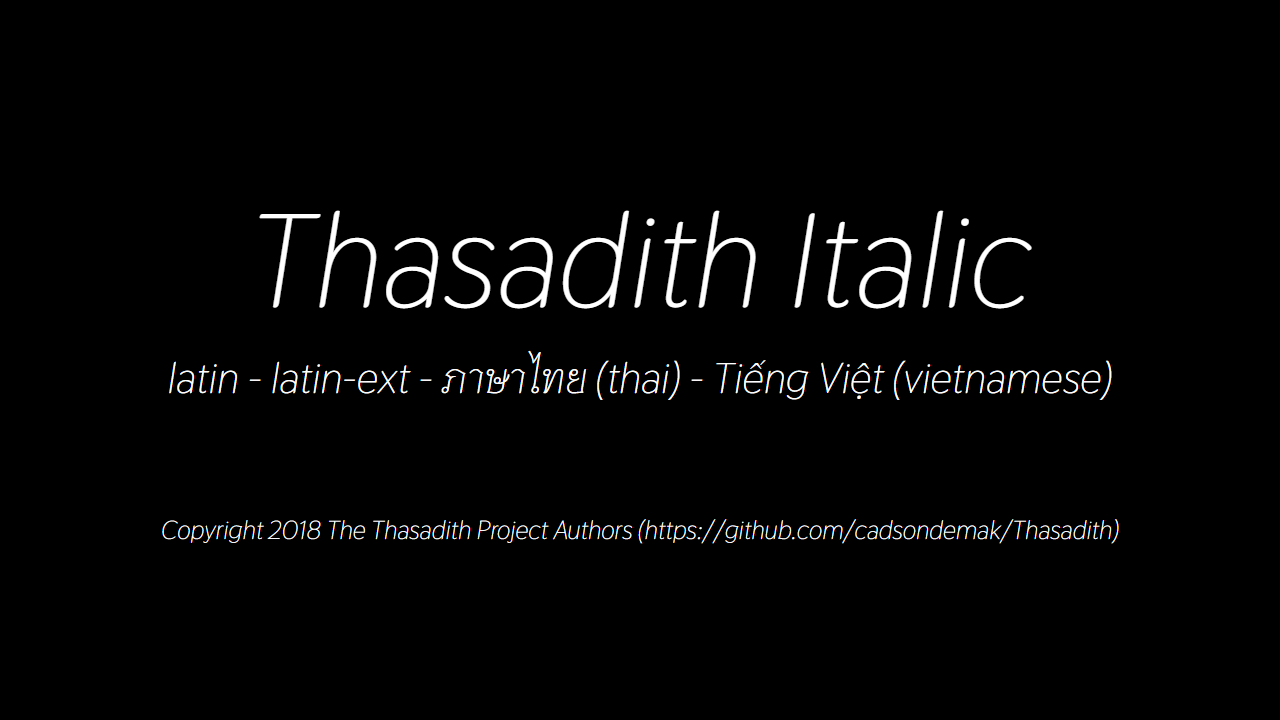 Thasadith Italic
latin - latin-ext - ภาษาไทย (thai) - Tiếng Việt (vietnamese)
Copyright 2018 The Thasadith Project Authors (https://github.com/cadsondemak/Thasadith)